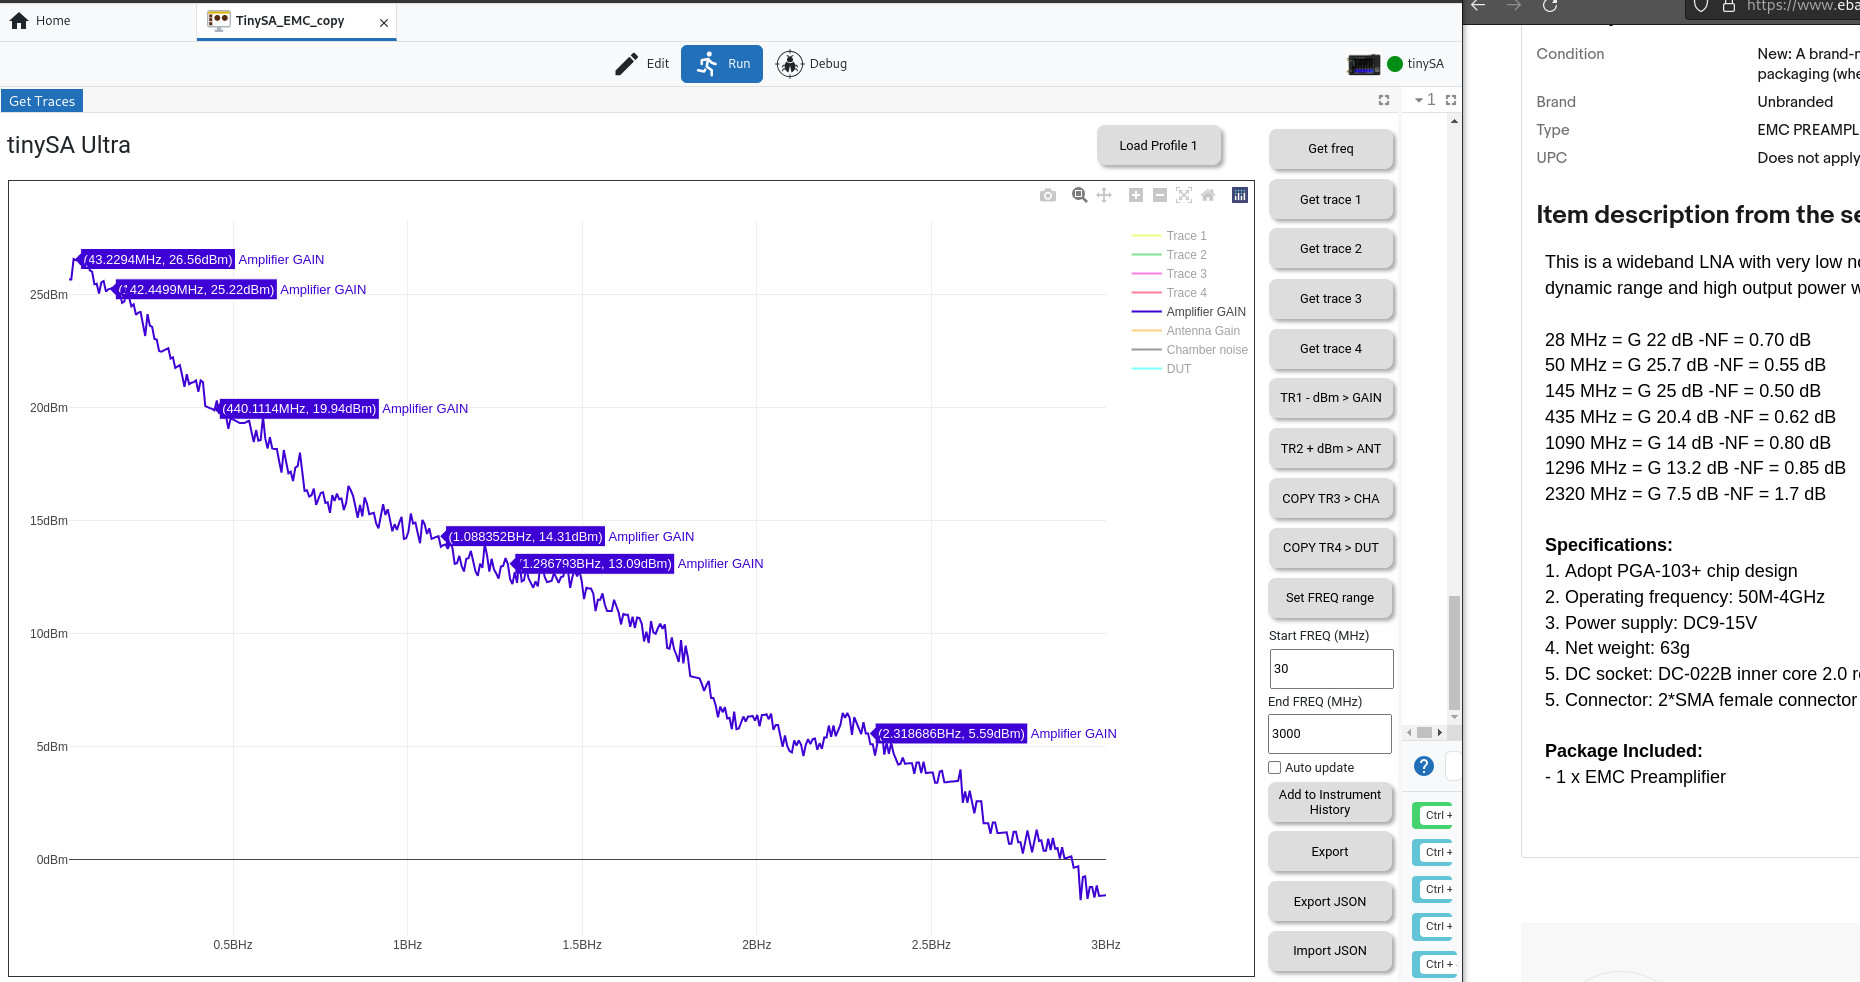 Home
TinySA_EMC_copy
Edit
Run
Debug
tinySA
Get Traces
1
tinySA Ultra
Load Profile 1
Trace 1
Trace 2
Trace 3
Trace 4
Amplifier GAIN
Antenna Gain
Chamber noise
DUT
(43.2294MHz, 26.56dBm) Amplifier GAIN
42.4499MHz, 25.22dBm) Amplifier GAIN
(440.1114MHz, 19.94dBm) Amplifier GAIN
(1.088352BHz, 14.31dBm) Amplifier GAIN
(1.286793BHz, 13.09dBm) Amplifier GAIN
(2.318686BHz, 5.59dBm) Amplifier GAIN
25dBm
20dBm
15dBm
10dBm
5dBm
0dBm
0.5BHz
1BHz
1.5BHz
2BHz
2.5BHz
3BHz
Get freq
Get trace 1
Get trace 2
Get trace 3
Get trace 4
TR1 - dBm > GAIN
TR2 + dBm > ANT
COPY TR3 > CHA
COPY TR4 > DUT
Set FREQ range
Start FREQ (MHz)
30
End FREQ (MHz)
3000
Auto update
Add to Instrument
History
Export
Export JSON
Import JSON
?
Ctrl +
Ctrl +
Ctrl +
Ctrl +
Ctrl +
https://www.eba
Condition
New: A brand-
packaging (whe
Brand
Unbranded
Type
EMC PREAMPL
UPC
Does not apply
Item description from the se
This is a wideband LNA with very low n
dynamic range and high output power w
28 MHz = G 22 dB -NF = 0.70 dB
50 MHz = G 25.7 dB -NF = 0.55 dB
145 MHz = G 25 dB -NF = 0.50 dB
435 MHz = G 20.4 dB -NF = 0.62 dB
1090 MHz = G 14 dB -NF = 0.80 dB
1296 MHz = G 13.2 dB -NF = 0.85 dB
2320 MHz = G 7.5 dB -NF = 1.7 dB
Specifications:
1. Adopt PGA-103+ chip design
2. Operating frequency: 50M-4GHz
3. Power supply: DC9-15V
4. Net weight: 63g
5. DC socket: DC-022B inner core 2.0 r
5. Connector: 2*SMA female connector
Package Included:
- 1 x EMC Preamplifier